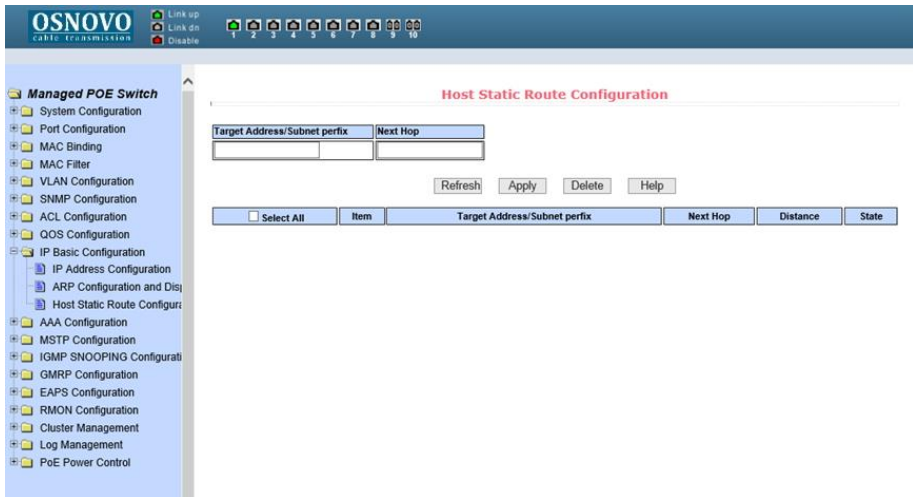 OSNOVO
cable transmission
Link up
Link dn
Disable
1 2 3 4 5 6 7 8 9 10
Managed POE Switch
System Configuration
Port Configuration
MAC Binding
MAC Filter
VLAN Configuration
SNMP Configuration
ACL Configuration
QOS Configuration
IP Basic Configuration
IP Address Configuration
ARP Configuration and Disp
Host Static Route Configura
AAA Configuration
MSTP Configuration
IGMP SNOOPING Configurati
GMRP Configuration
EAPS Configuration
RMON Configuration
Cluster Management
Log Management
PoE Power Control
Host Static Route Configuration
Target Address/Subnet perfix Next Hop
Refresh Apply Delete Help
Select All Item Target Address/Subnet perfix Next Hop Distance State